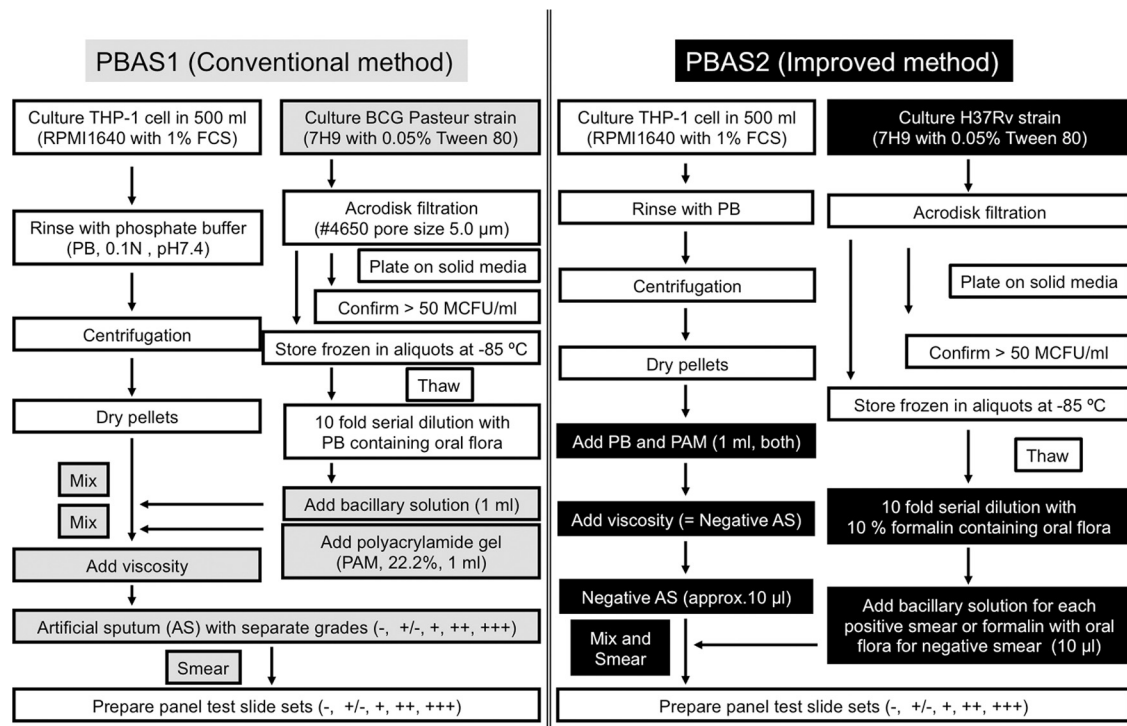 PBAS1 (Conventional method)
Culture THP-1 cell in 500 ml
(RPMI1640 with 1% FCS)
Rinse with phosphate buffer
(PB, 0.1N , pH7.4)
Centrifugation
Dry pellets
Mix
Mix
Add viscosity
Culture BCG Pasteur strain
(7H9 with 0.05% Tween 80)
Acrodisk filtration
(#4650 pore size 5.0 µm)
Plate on solid media
Confirm > 50 MCFU/ml
Store frozen in aliquots at -85 ºC
Thaw
10 fold serial dilution with
PB containing oral flora
Add bacillary solution (1 ml)
Add polyacrylamide gel
(PAM, 22.2%, 1 ml)
Artificial sputum (AS) with separate grades (-, +/-, +, ++, +++)
Smear
Prepare panel test slide sets (-, +/-, +, ++, +++)
PBAS2 (Improved method)
Culture THP-1 cell in 500 ml
(RPMI1640 with 1% FCS)
Rinse with PB
Centrifugation
Dry pellets
Add PB and PAM (1 ml, both)
Add viscosity (= Negative AS)
Negative AS (approx.10 µl)
Mix and
Smear
Culture H37Rv strain
(7H9 with 0.05% Tween 80)
Acrodisk filtration
Plate on solid media
Confirm > 50 MCFU/ml
Store frozen in aliquots at -85 ºC
Thaw
10 fold serial dilution with
10 % formalin containing oral flora
Add bacillary solution for each
positive smear or formalin with oral
flora for negative smear (10 µl)
Prepare panel test slide sets (-, +/-, +, ++, +++)